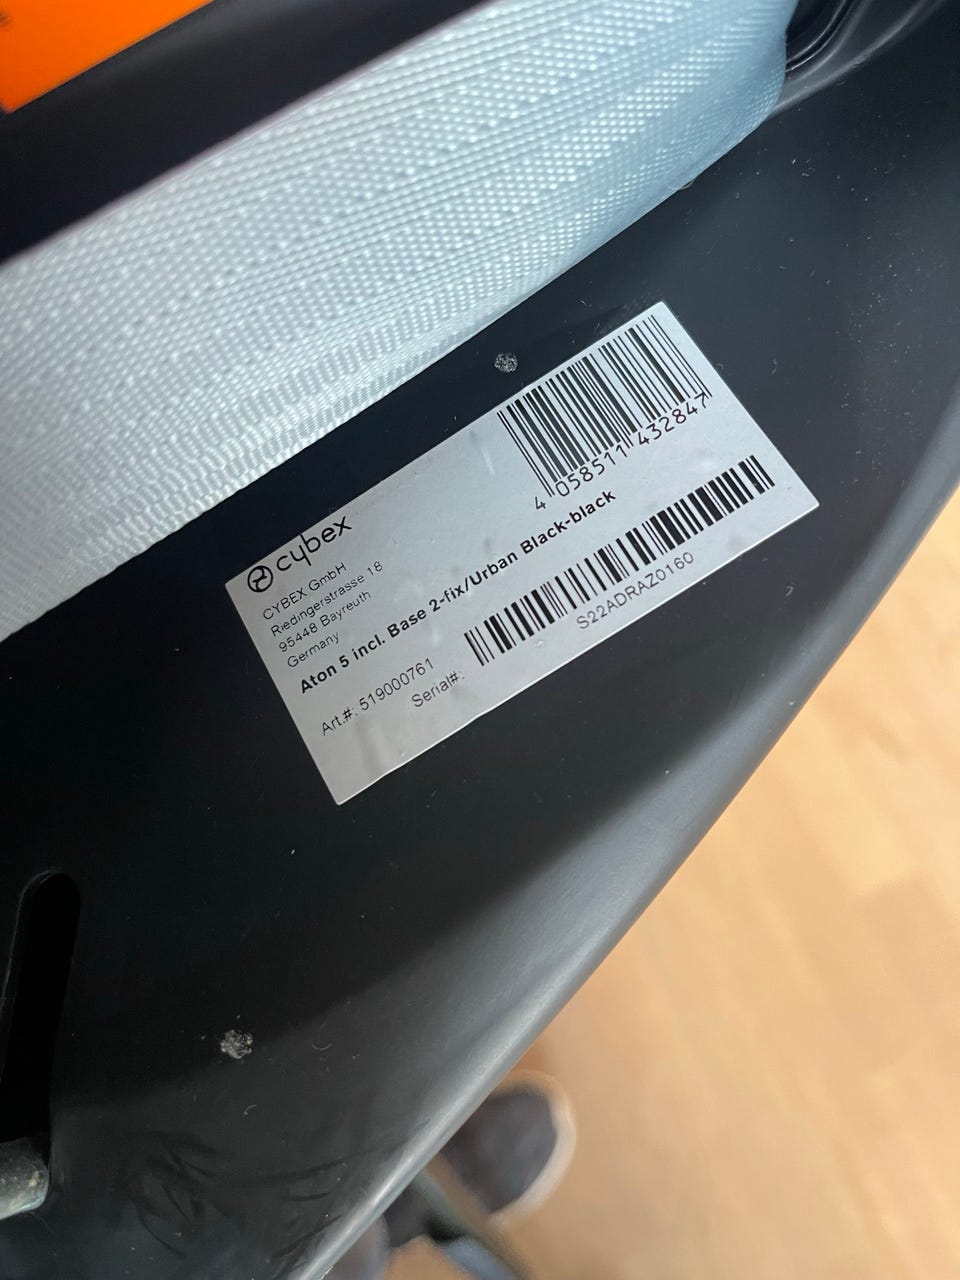 cybex
CYBEX GmbH
Riedingerstrasse 18
95448 Bayreuth
Germany
4 058511 432847
Aton 5 incl. Base 2-fix/Urban Black-black
Art.#: 519000761
Serial#:
S22ADRAZ0160